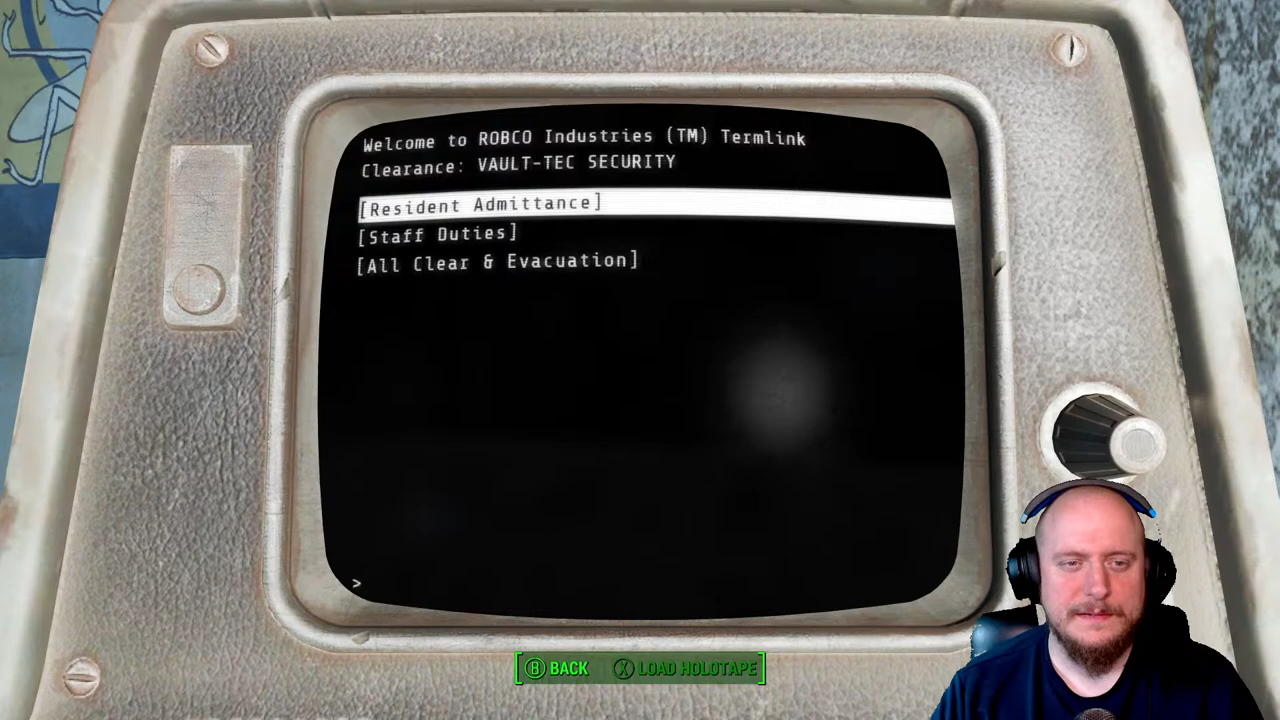 Welcome to ROBCO Industries (TM) Termlink
Clearance: VAULT-TEC SECURITY
[Resident Admittance]
[Staff Duties]
[All Clear & Evacuation]
>
B BACK X LOAD HOLOTAPE